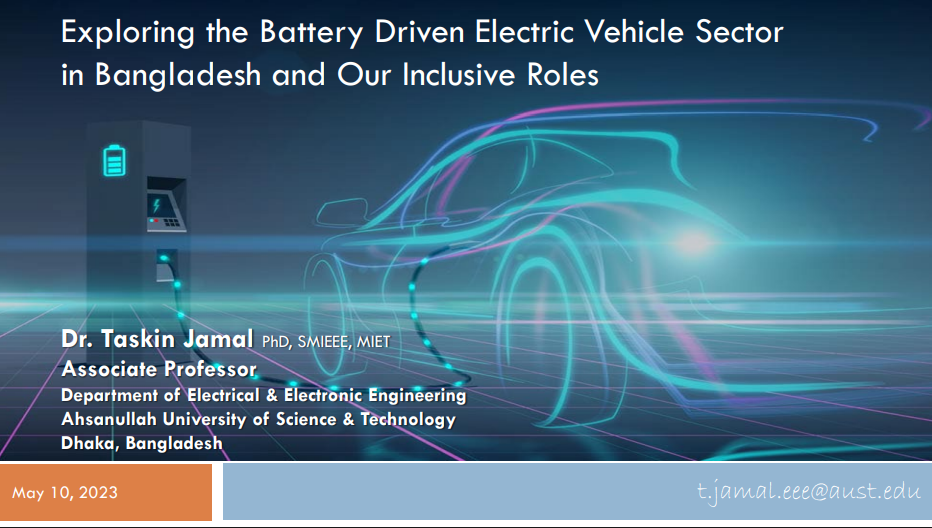 Exploring the Battery Driven Electric Vehicle Sector
in Bangladesh and Our Inclusive Roles
Dr. Taskin Jamal PhD, SMIEEE, MIET
Associate Professor
Department of Electrical & Electronic Engineering
Ahsanullah University of Science & Technology
Dhaka, Bangladesh
May 10, 2023
t.jamal.eee@aust.edu